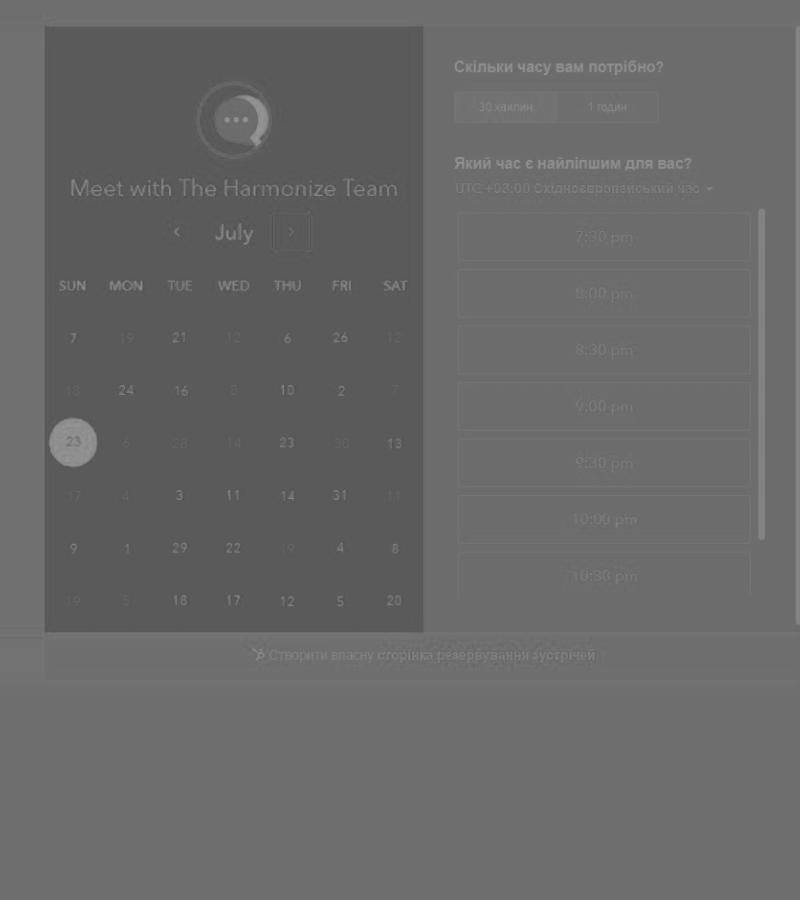 Meet with The Harmonize Team
July
SUN MON TUE WED THU FRI SAT
7 19 21 12 6 26 12
18 24 16 8 10 2 7
23 6 28 14 23 30 13
17 4 3 11 14 31 11
9 1 29 22 19 4 8
19 5 18 17 12 5 20
Скільки часу вам потрібно?
30 хвилин 1 годин
Який час є найліпшим для вас?
UTC +03:00 Східноєвропейський час
7:30 pm
8:00 pm
8:30 pm
9:00 pm
9:30 pm
10:00 pm
10:30 pm
Створити власну сторінка резервування зустрічей